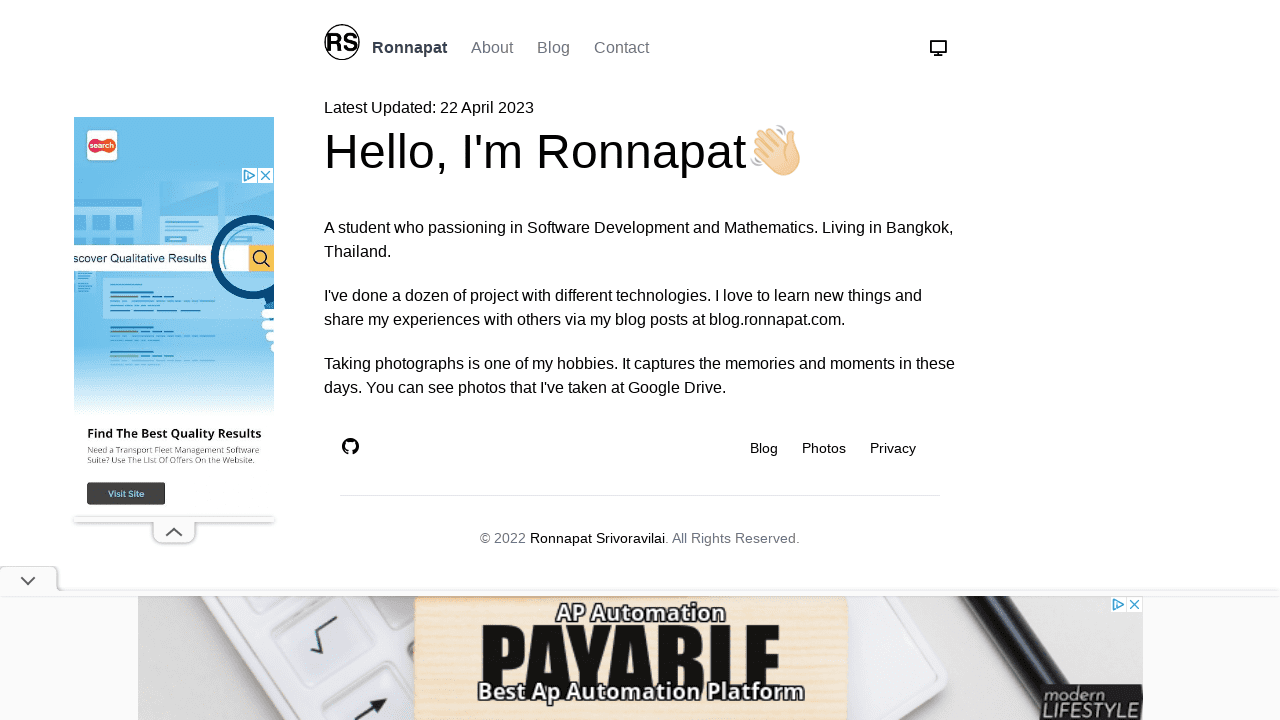 RS
Ronnapat
About
Blog
Contact
Latest Updated: 22 April 2023
Hello, I'm Ronnapat
A student who passioning in Software Development and Mathematics. Living in Bangkok,
Thailand.
I've done a dozen of project with different technologies. I love to learn new things and
share my experiences with others via my blog posts at blog.ronnapat.com.
Taking photographs is one of my hobbies. It captures the memories and moments in these
days. You can see photos that I've taken at Google Drive.
Blog
Photos
Privacy
© 2022 Ronnapat Srivoravilai. All Rights Reserved.
search
scover Qualitative Results
Find The Best Quality Results
Need a Transport Fleet Management Software
Suite? Use The LIst Of Offers On the Website.
Visit Site
AP Automation
PAYABLE
Best Ap Automation Platform
modern
LIFESTYLE